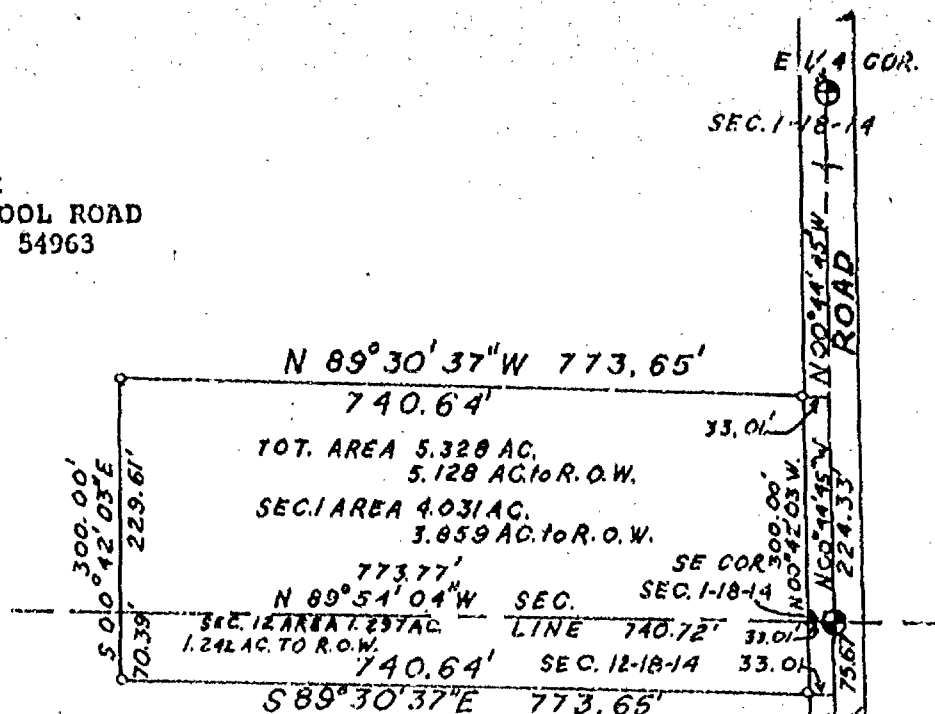 E 1/4 COR.
SEC. 1-18-14
OOL ROAD
54963
N 00°44'45"W
ROAD
N 89°30'37"W 773.65'
740.64'
33.01'
TOT. AREA 5.328 AC.
5.128 AC. to R.O.W.
SEC. 1 AREA 4.031 AC.
3.859 AC. to R.O.W.
300.00'
S 00°42'03"E
229.61'
70.39'
300.00'
N 00°42'03 W.
N 00°44'45"W
224.33'
SE COR.
SEC. 1-18-14
773.77'
N 89°54'04"W SEC.
LINE 740.72' 33.01'
SEC. 12 AREA 1.297 AC.
1.242 AC. TO R.O.W.
740.64' SEC. 12-18-14 33.01
75.67'
S 89°30'37"E 773.65'